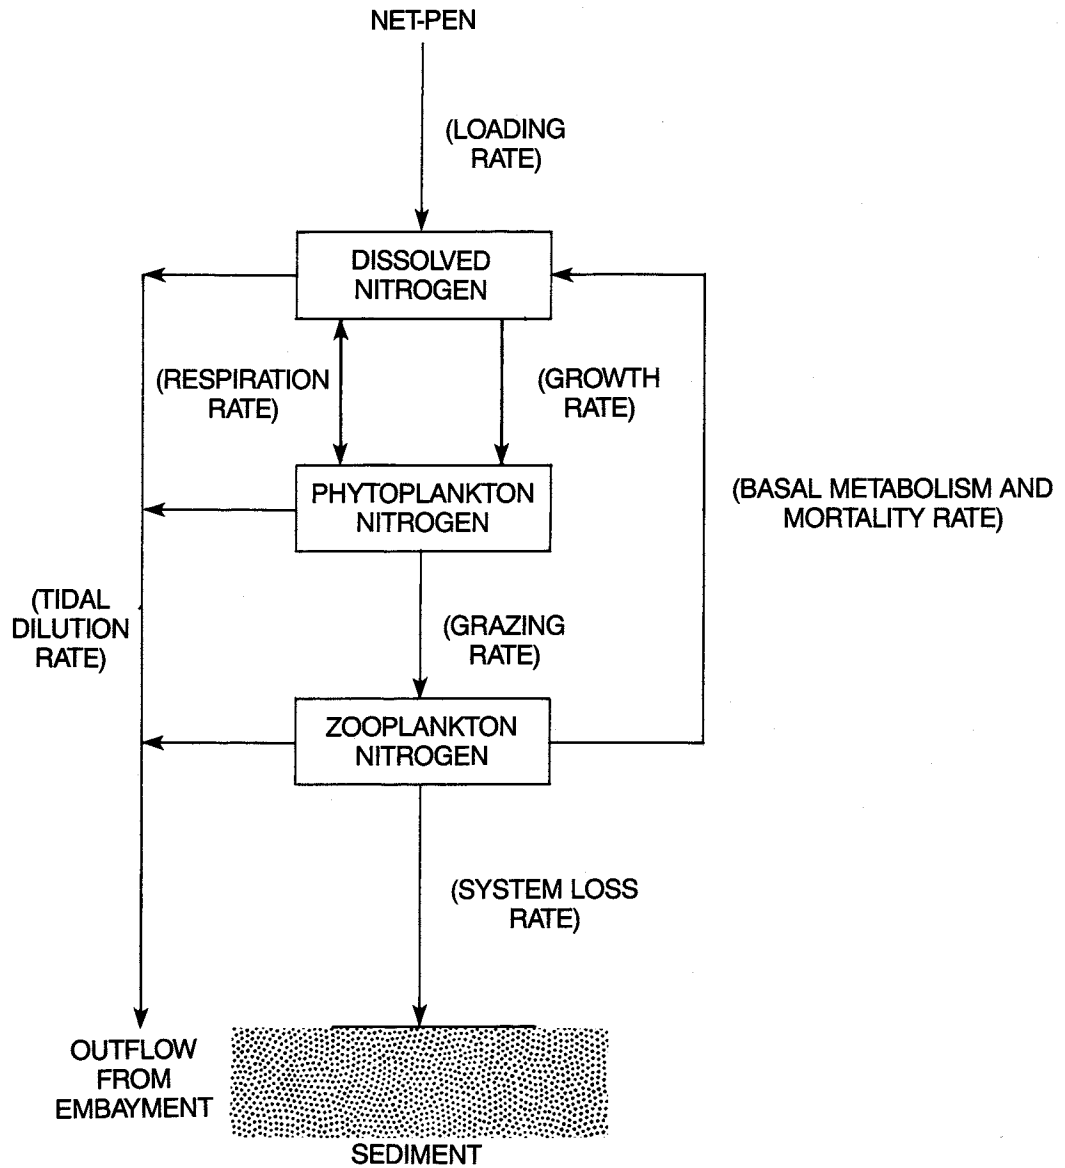 NET-PEN
(LOADING
RATE)
DISSOLVED
NITROGEN
(RESPIRATION
RATE)
(GROWTH
RATE)
PHYTOPLANKTON
NITROGEN
(BASAL METABOLISM AND
MORTALITY RATE)
(TIDAL
DILUTION
RATE)
(GRAZING
RATE)
ZOOPLANKTON
NITROGEN
(SYSTEM LOSS
RATE)
OUTFLOW
FROM
EMBAYMENT
SEDIMENT